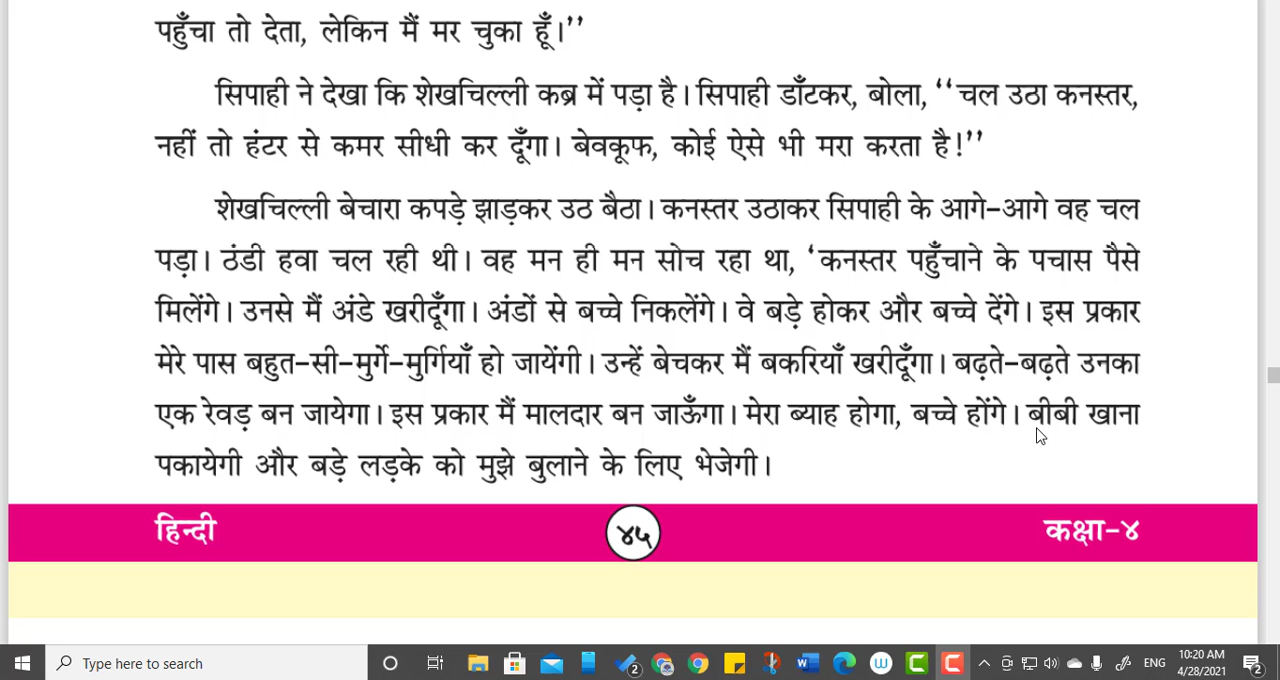 पहुँचा तो देता, लेकिन मैं मर चुका हूँ।’’
सिपाही ने देखा कि शेखचिल्ली कब्र में पड़ा है। सिपाही डाँटकर, बोला, ‘‘चल उठा कनस्तर,
नहीं तो हंटर से कमर सीधी कर दूँगा। बेवकूफ, कोई ऐसे भी मरा करता है!’’
शेखचिल्ली बेचारा कपड़े झाड़कर उठ बैठा। कनस्तर उठाकर सिपाही के आगे-आगे वह चल
पड़ा। ठंडी हवा चल रही थी। वह मन ही मन सोच रहा था, ‘कनस्तर पहुँचाने के पचास पैसे
मिलेंगे। उनसे मैं अंडे खरीदूँगा। अंडों से बच्चे निकलेंगे। वे बड़े होकर और बच्चे देंगे। इस प्रकार
मेरे पास बहुत-सी-मुर्गे-मुर्गियाँ हो जायेंगी। उन्हें बेचकर मैं बकरियाँ खरीदूँगा। बढ़ते-बढ़ते उनका
एक रेवड़ बन जायेगा। इस प्रकार मैं मालदार बन जाऊँगा। मेरा ब्याह होगा, बच्चे होंगे। बीबी खाना
पकायेगी और बड़े लड़के को मुझे बुलाने के लिए भेजेगी।
हिन्दी ४५ कक्षा-४
Type here to search 2 ENG 10:20 AM 2
4/28/2021